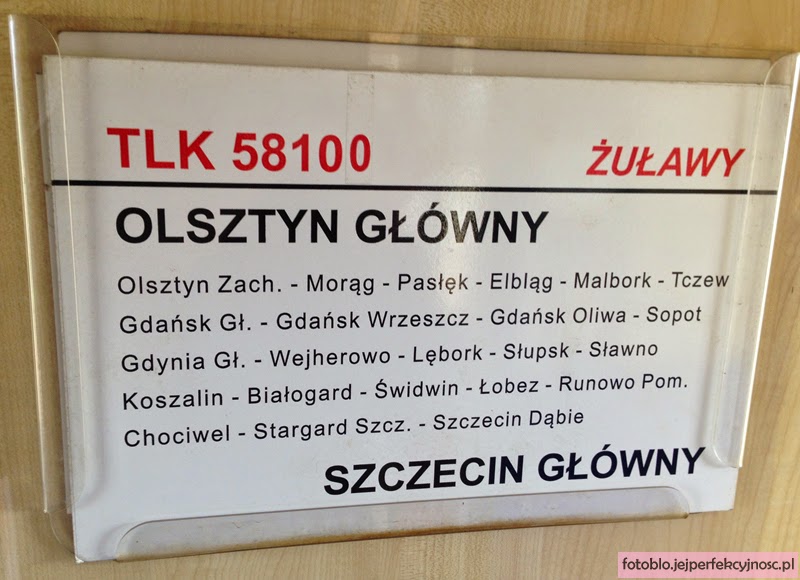 TLK 58100 ŻUŁAWY
OLSZTYN GŁÓWNY
Olsztyn Zach. - Morąg - Pasłęk - Elbląg - Malbork - Tczew
Gdańsk Gł. - Gdańsk Wrzeszcz - Gdańsk Oliwa - Sopot
Gdynia Gł. - Wejherowo - Lębork - Słupsk - Sławno
Koszalin - Białogard - Świdwin - Łobez - Runowo Pom.
Chociwel - Stargard Szcz. - Szczecin Dąbie
SZCZECIN GŁÓWNY
fotoblo.jejperfekcyjnosc.pl